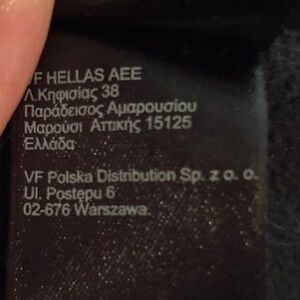 VF HELLAS AEE
Λ.Κηφισίας 38
Παράδεισος Αμαρουσίου
Μαρούσι Αττικής 15125
Ελλάδα
VF Polska Distribution Sp. z o. o.
Ul. Postępu 6
02-676 Warszawa.